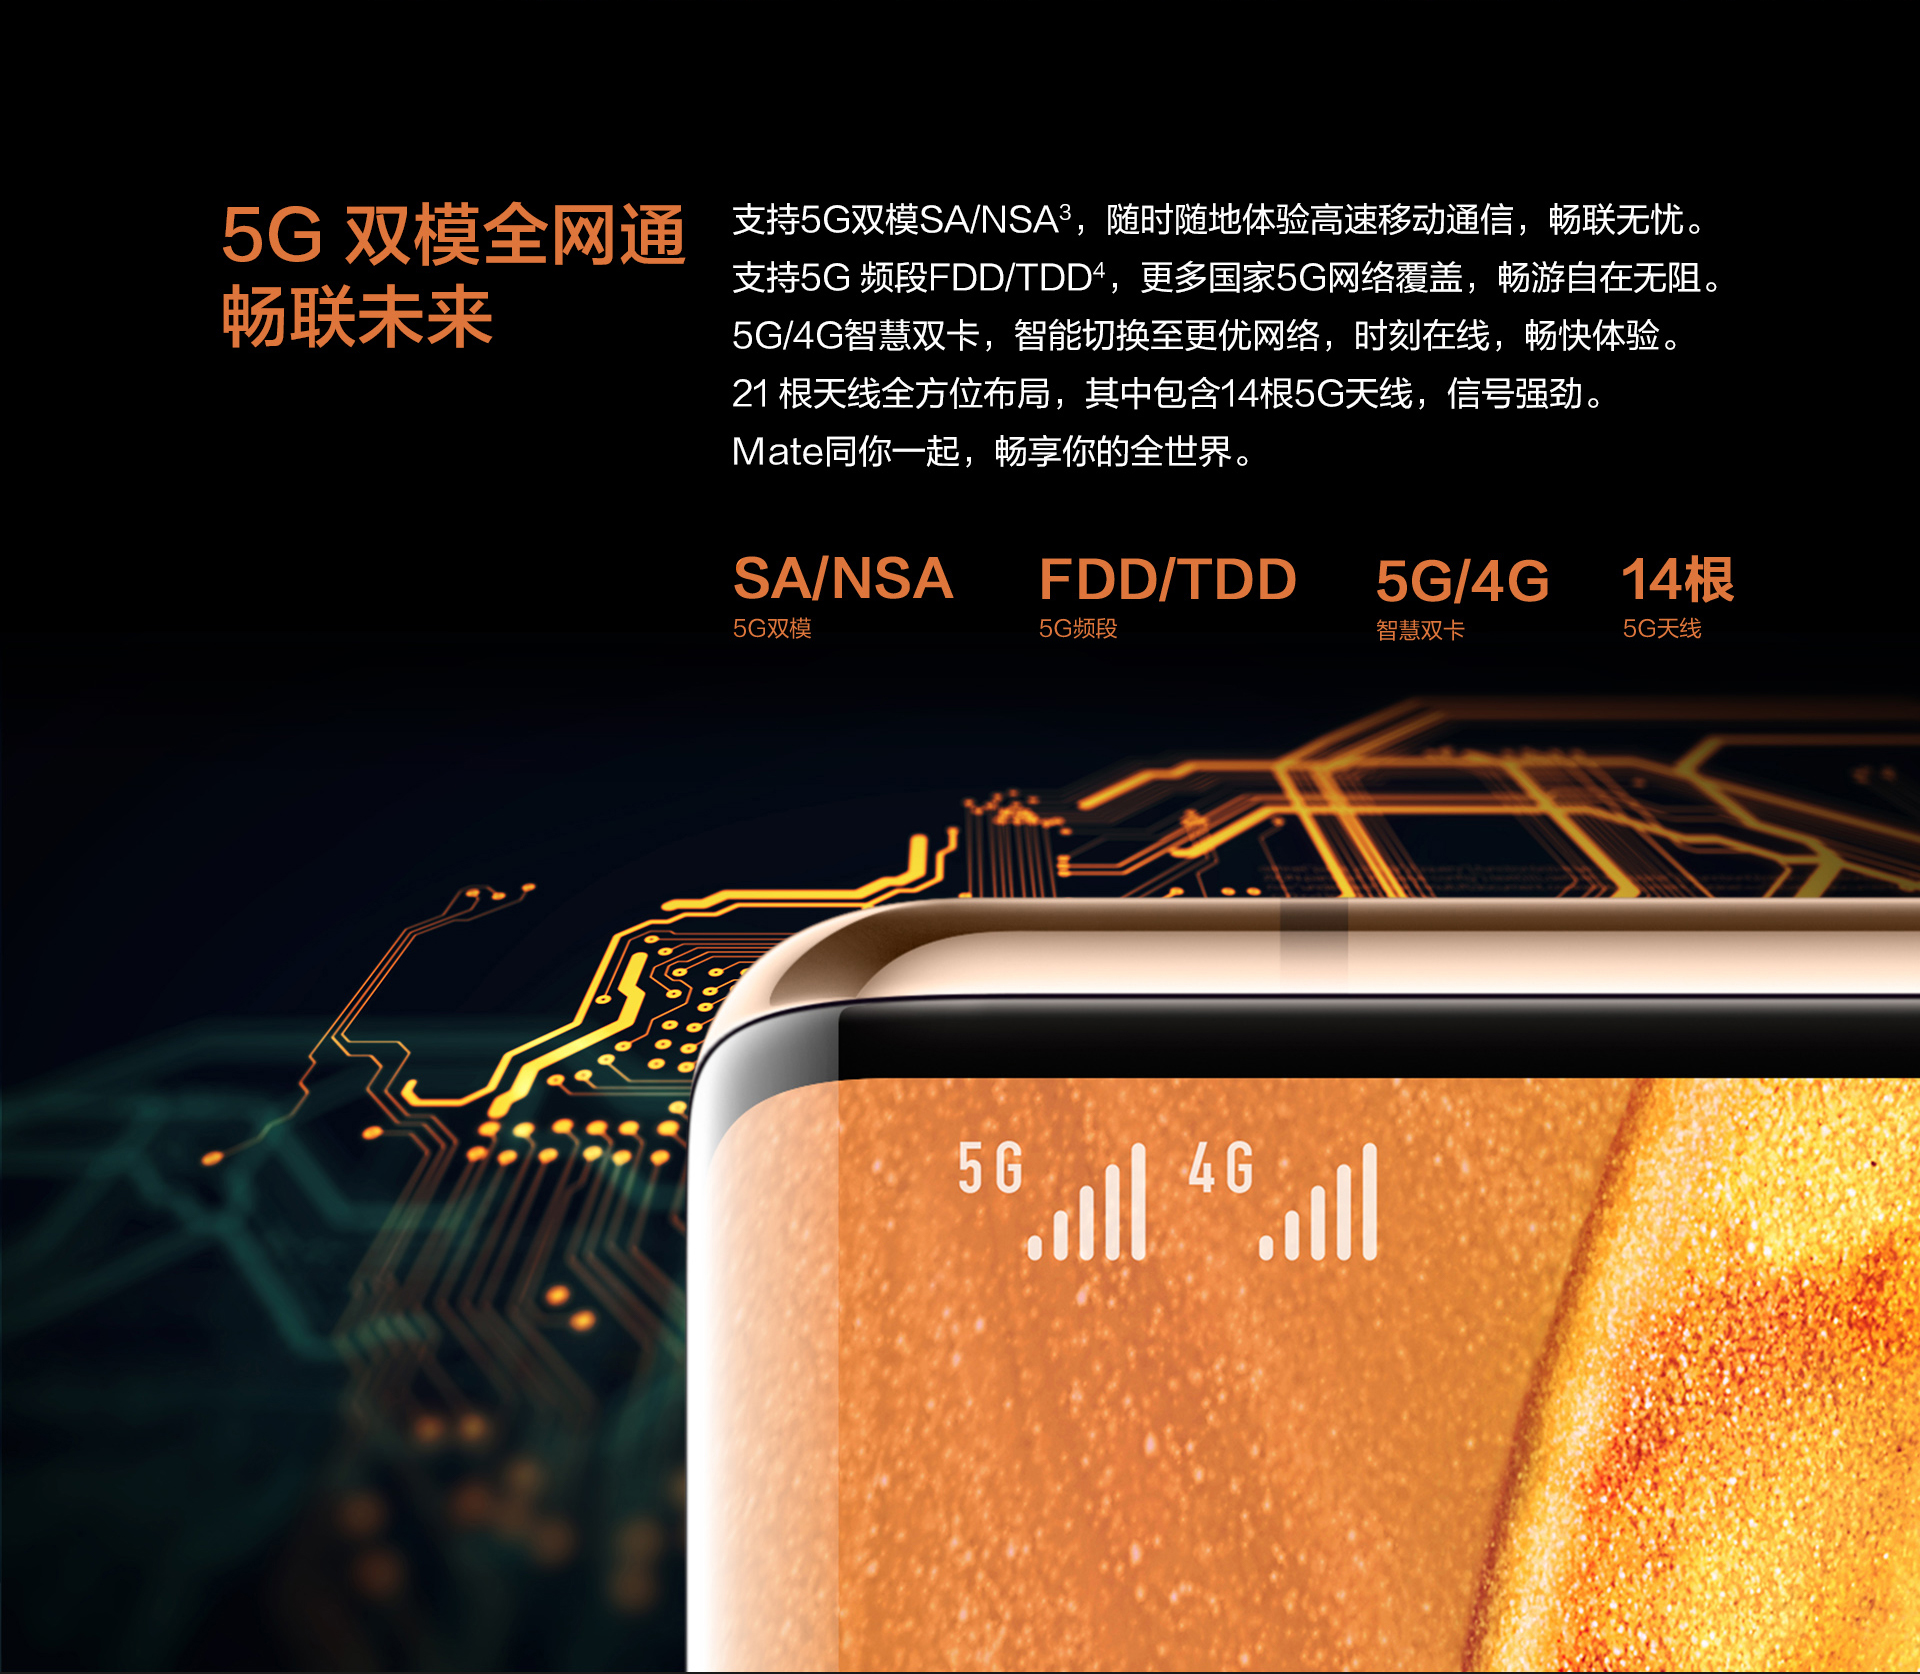 5G 双模全网通
畅联未来
支持5G双模SA/NSA³，随时随地体验高速移动通信，畅联无忧。
支持5G 频段FDD/TDD⁴，更多国家5G网络覆盖，畅游自在无阻。
5G/4G智慧双卡，智能切换至更优网络，时刻在线，畅快体验。
21 根天线全方位布局，其中包含14根5G天线，信号强劲。
Mate同你一起，畅享你的全世界。
SA/NSA
5G双模
FDD/TDD
5G频段
5G/4G
智慧双卡
14根
5G天线
5G 4G